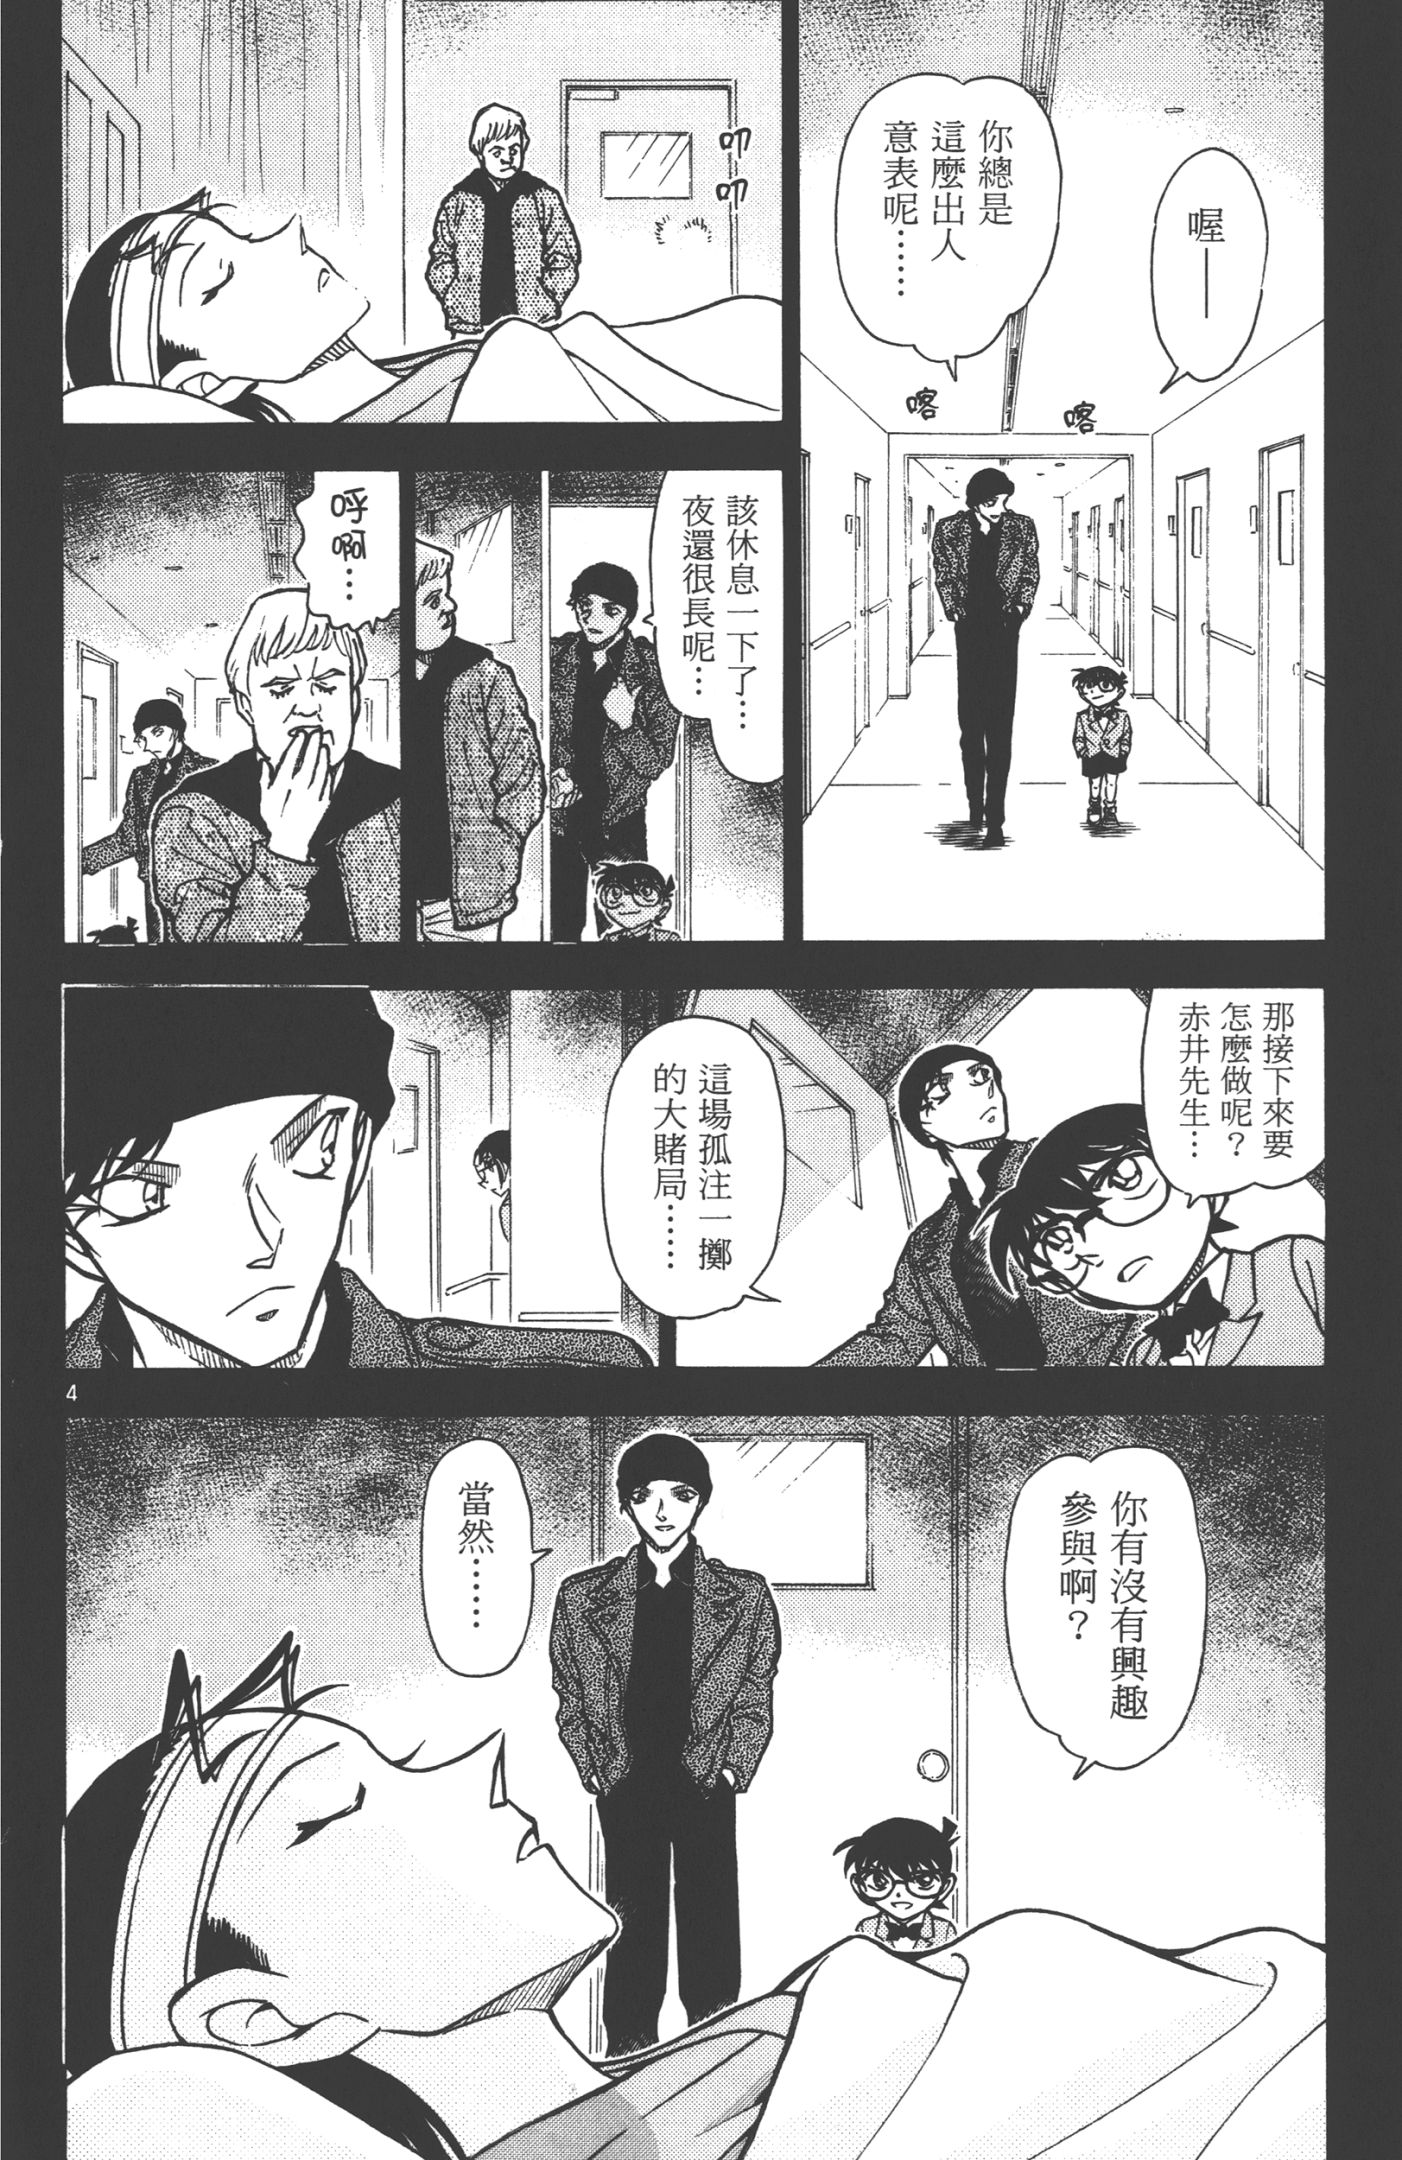 喔——
你總是
這麼出人
意表呢……
喀
喀
叩
叩
該休息一下了…
夜還很長呢…
呼
啊…
那接下來要
怎麼做呢？
赤井先生…
這場孤注一擲
的大賭局……
4
你有沒有興趣
參與啊？
當然……